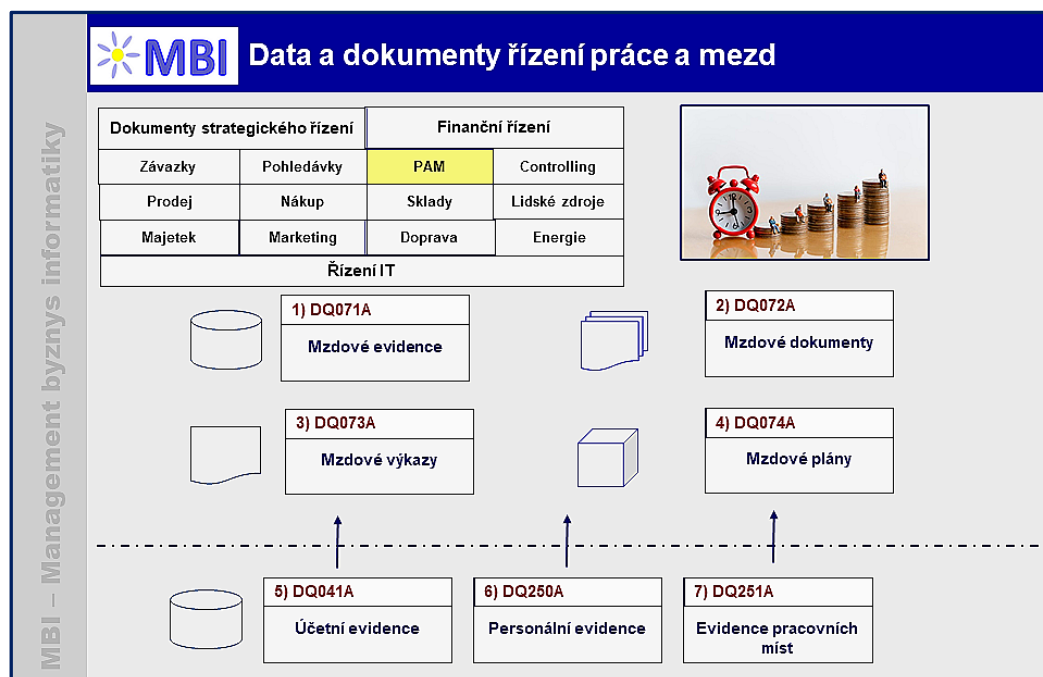 MBI
Data a dokumenty řízení práce a mezd
MBI – Management byznys informatiky
Dokumenty strategického řízení
Finanční řízení
Závazky
Pohledávky
PAM
Controlling
Prodej
Nákup
Sklady
Lidské zdroje
Majetek
Marketing
Doprava
Energie
Řízení IT
1) DQ071A
Mzdové evidence
2) DQ072A
Mzdové dokumenty
3) DQ073A
Mzdové výkazy
4) DQ074A
Mzdové plány
5) DQ041A
Účetní evidence
6) DQ250A
Personální evidence
7) DQ251A
Evidence pracovních
míst